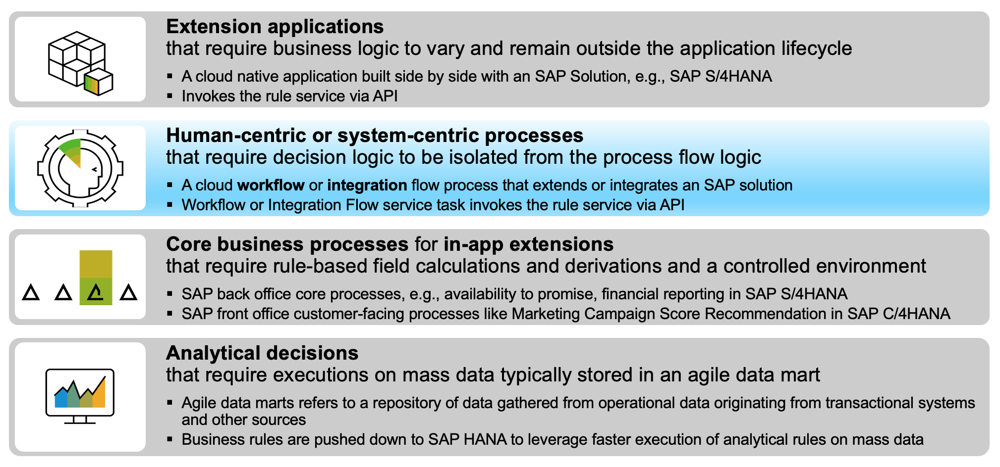 Extension applications
that require business logic to vary and remain outside the application lifecycle
▪ A cloud native application built side by side with an SAP Solution, e.g., SAP S/4HANA
▪ Invokes the rule service via API
Human-centric or system-centric processes
that require decision logic to be isolated from the process flow logic
▪ A cloud workflow or integration flow process that extends or integrates an SAP solution
▪ Workflow or Integration Flow service task invokes the rule service via API
Core business processes for in-app extensions
that require rule-based field calculations and derivations and a controlled environment
▪ SAP back office core processes, e.g., availability to promise, financial reporting in SAP S/4HANA
▪ SAP front office customer-facing processes like Marketing Campaign Score Recommendation in SAP C/4HANA
Analytical decisions
that require executions on mass data typically stored in an agile data mart
▪ Agile data marts refers to a repository of data gathered from operational data originating from transactional systems
and other sources
▪ Business rules are pushed down to SAP HANA to leverage faster execution of analytical rules on mass data